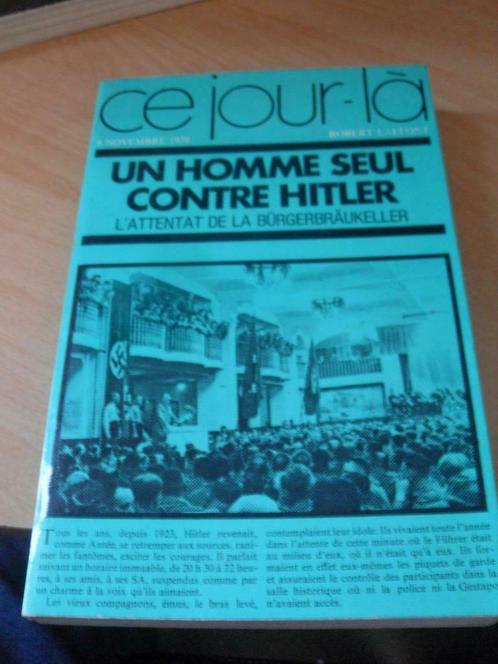 ce jour-là
8 NOVEMBRE 1939
ROBERT LAFFONT
UN HOMME SEUL
CONTRE HITLER
L'ATTENTAT DE LA BÜRGERBRÄUKELLER
Tous les ans, depuis 1923, Hitler revenait,
comme Antée, se retremper aux sources, rani-
mer les fantômes, exciter les courages. Il parlait
suivant un horaire immuable, de 20 h 30 à 22 heu-
res, à ses amis, à ses SA, suspendus comme par
un charme à la voix qu'ils aimaient.
Les vieux compagnons, émus, le bras levé,
contemplaient leur idole. Ils vivaient toute l'année
dans l'attente de cette minute où le Führer était
au milieu d'eux, où il n'était qu'à eux. Ils for-
maient en effet eux-mêmes les piquets de garde
et assuraient le contrôle des participants dans la
salle historique où ni la police ni la Gestapo
n'avaient accès.